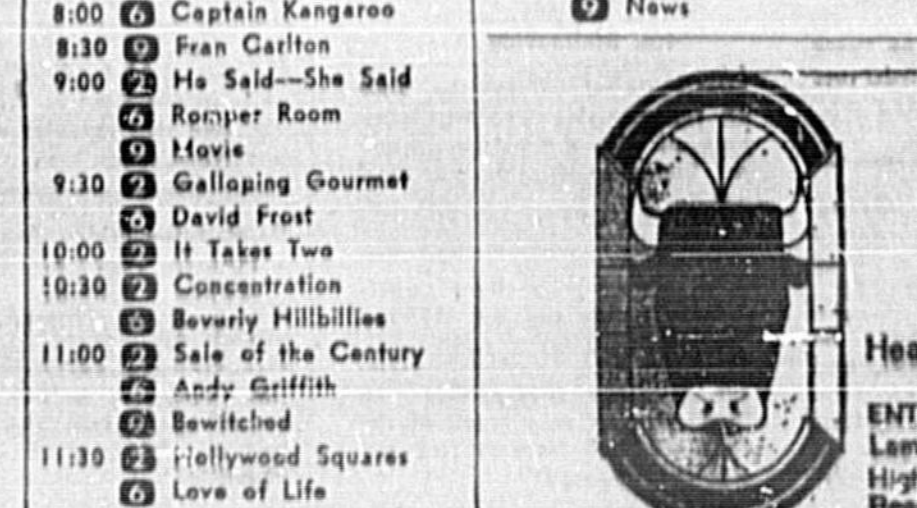 8:00 6 Captain Kangaroo
8:30 9 Fran Carlton
9:00 2 He Said--She Said
6 Romper Room
9 Movie
9:30 2 Galloping Gourmet
6 David Frost
10:00 2 It Takes Two
10:30 2 Concentration
6 Beverly Hillbillies
11:00 2 Sale of the Century
6 Andy Griffith
9 Bewitched
11:30 2 Hollywood Squares
6 Love of Life
9 News
Hea
ENT
Lam
High